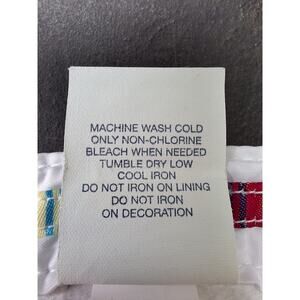 MACHINE WASH COLD
ONLY NON-CHLORINE
BLEACH WHEN NEEDED
TUMBLE DRY LOW
COOL IRON
DO NOT IRON ON LINING
DO NOT IRON
ON DECORATION